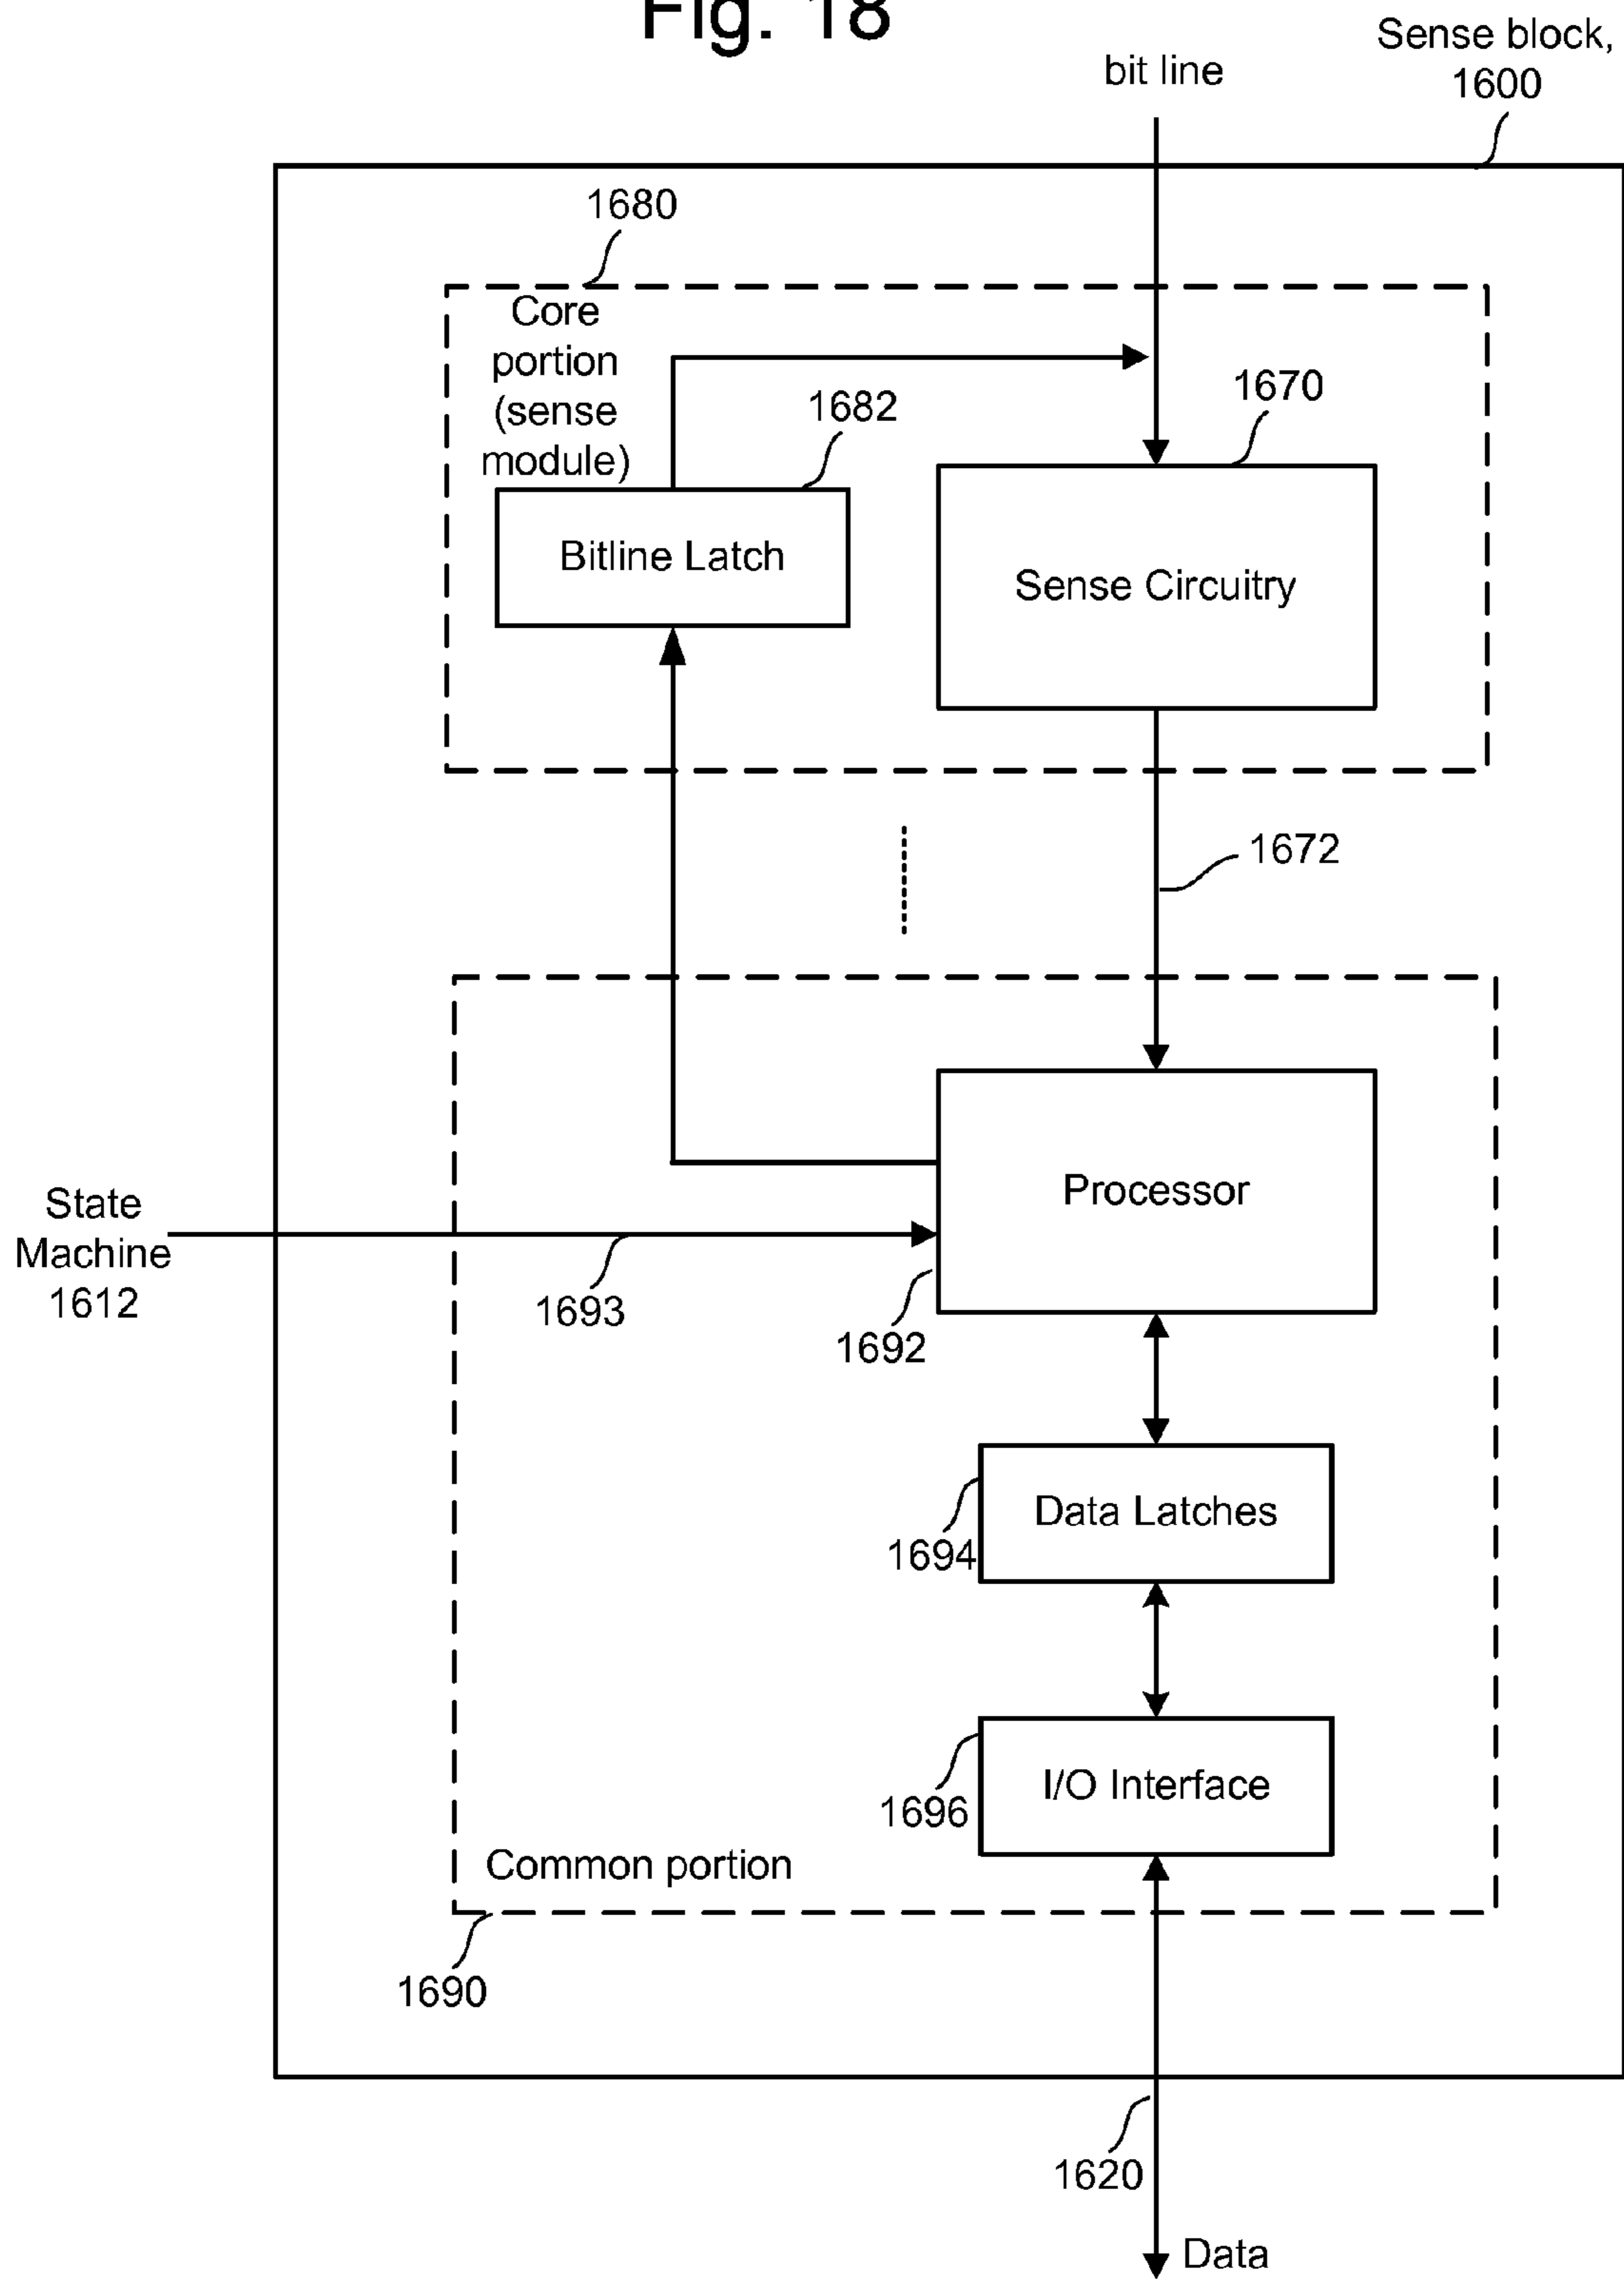 Fig. 18
Sense block,
1600
bit line
1680
Core
portion
(sense
module)
1682
1670
Bitline Latch
Sense Circuitry
1672
Processor
State
Machine
1612
1693
1692
Data Latches
1694
I/O Interface
1696
Common portion
1690
1620
Data